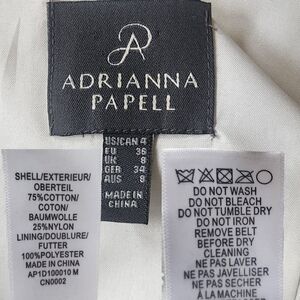 ADRIANNA
PAPELL
US|CAN 4
EU 36
UK 8
GER 34
AUS 8
MADE IN
CHINA
SHELL/EXTERIEUR/
OBERTEIL
75%COTTON/
COTON/
BAUMWOLLE
25%NYLON
LINING/DOUBLURE/
FUTTER
100%POLYESTER
MADE IN CHINA
AP1D100010 M
CN0002
DO NOT WASH
DO NOT BLEACH
DO NOT TUMBLE DRY
DO NOT IRON
REMOVE BELT
BEFORE DRY
CLEANING
NE PAS LAVER
NE PAS JAVELLISER
NE PAS SÉCHER
À LA MACHINE